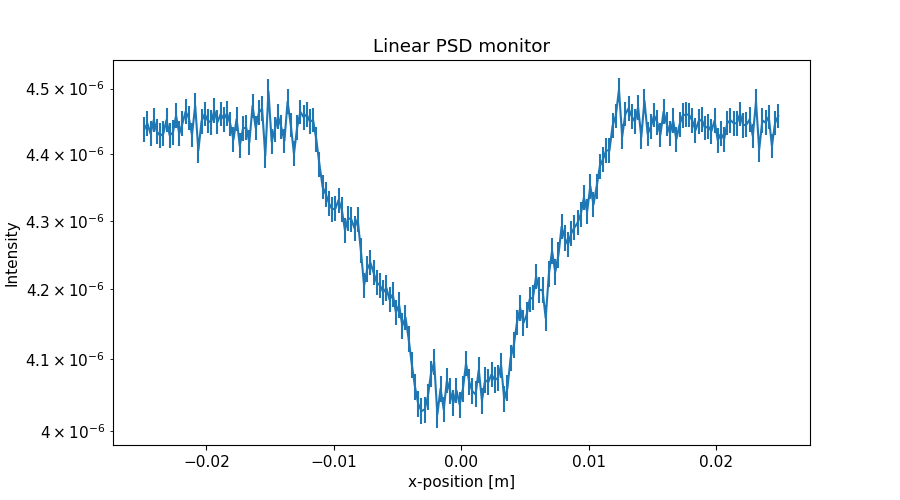 Linear PSD monitor
Intensity
4.5 × 10⁻⁶
4.4 × 10⁻⁶
4.3 × 10⁻⁶
4.2 × 10⁻⁶
4.1 × 10⁻⁶
4 × 10⁻⁶
−0.02 −0.01 0.00 0.01 0.02
x-position [m]